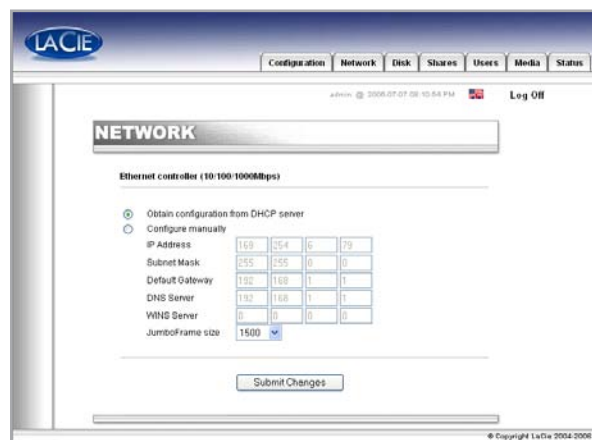 LACIE
Configuration Network Disk Shares Users Media Status
admin @ 2006-07-07 08:10:54 PM Log Off
NETWORK
Ethernet controller (10/100/1000Mbps)
Obtain configuration from DHCP server
Configure manually
IP Address 169 254 6 79
Subnet Mask 255 255 0 0
Default Gateway 192 168 1 1
DNS Server 192 168 1 1
WINS Server 0 0 0 0
JumboFrame size 1500
Submit Changes
© Copyright LaCie 2004-2006